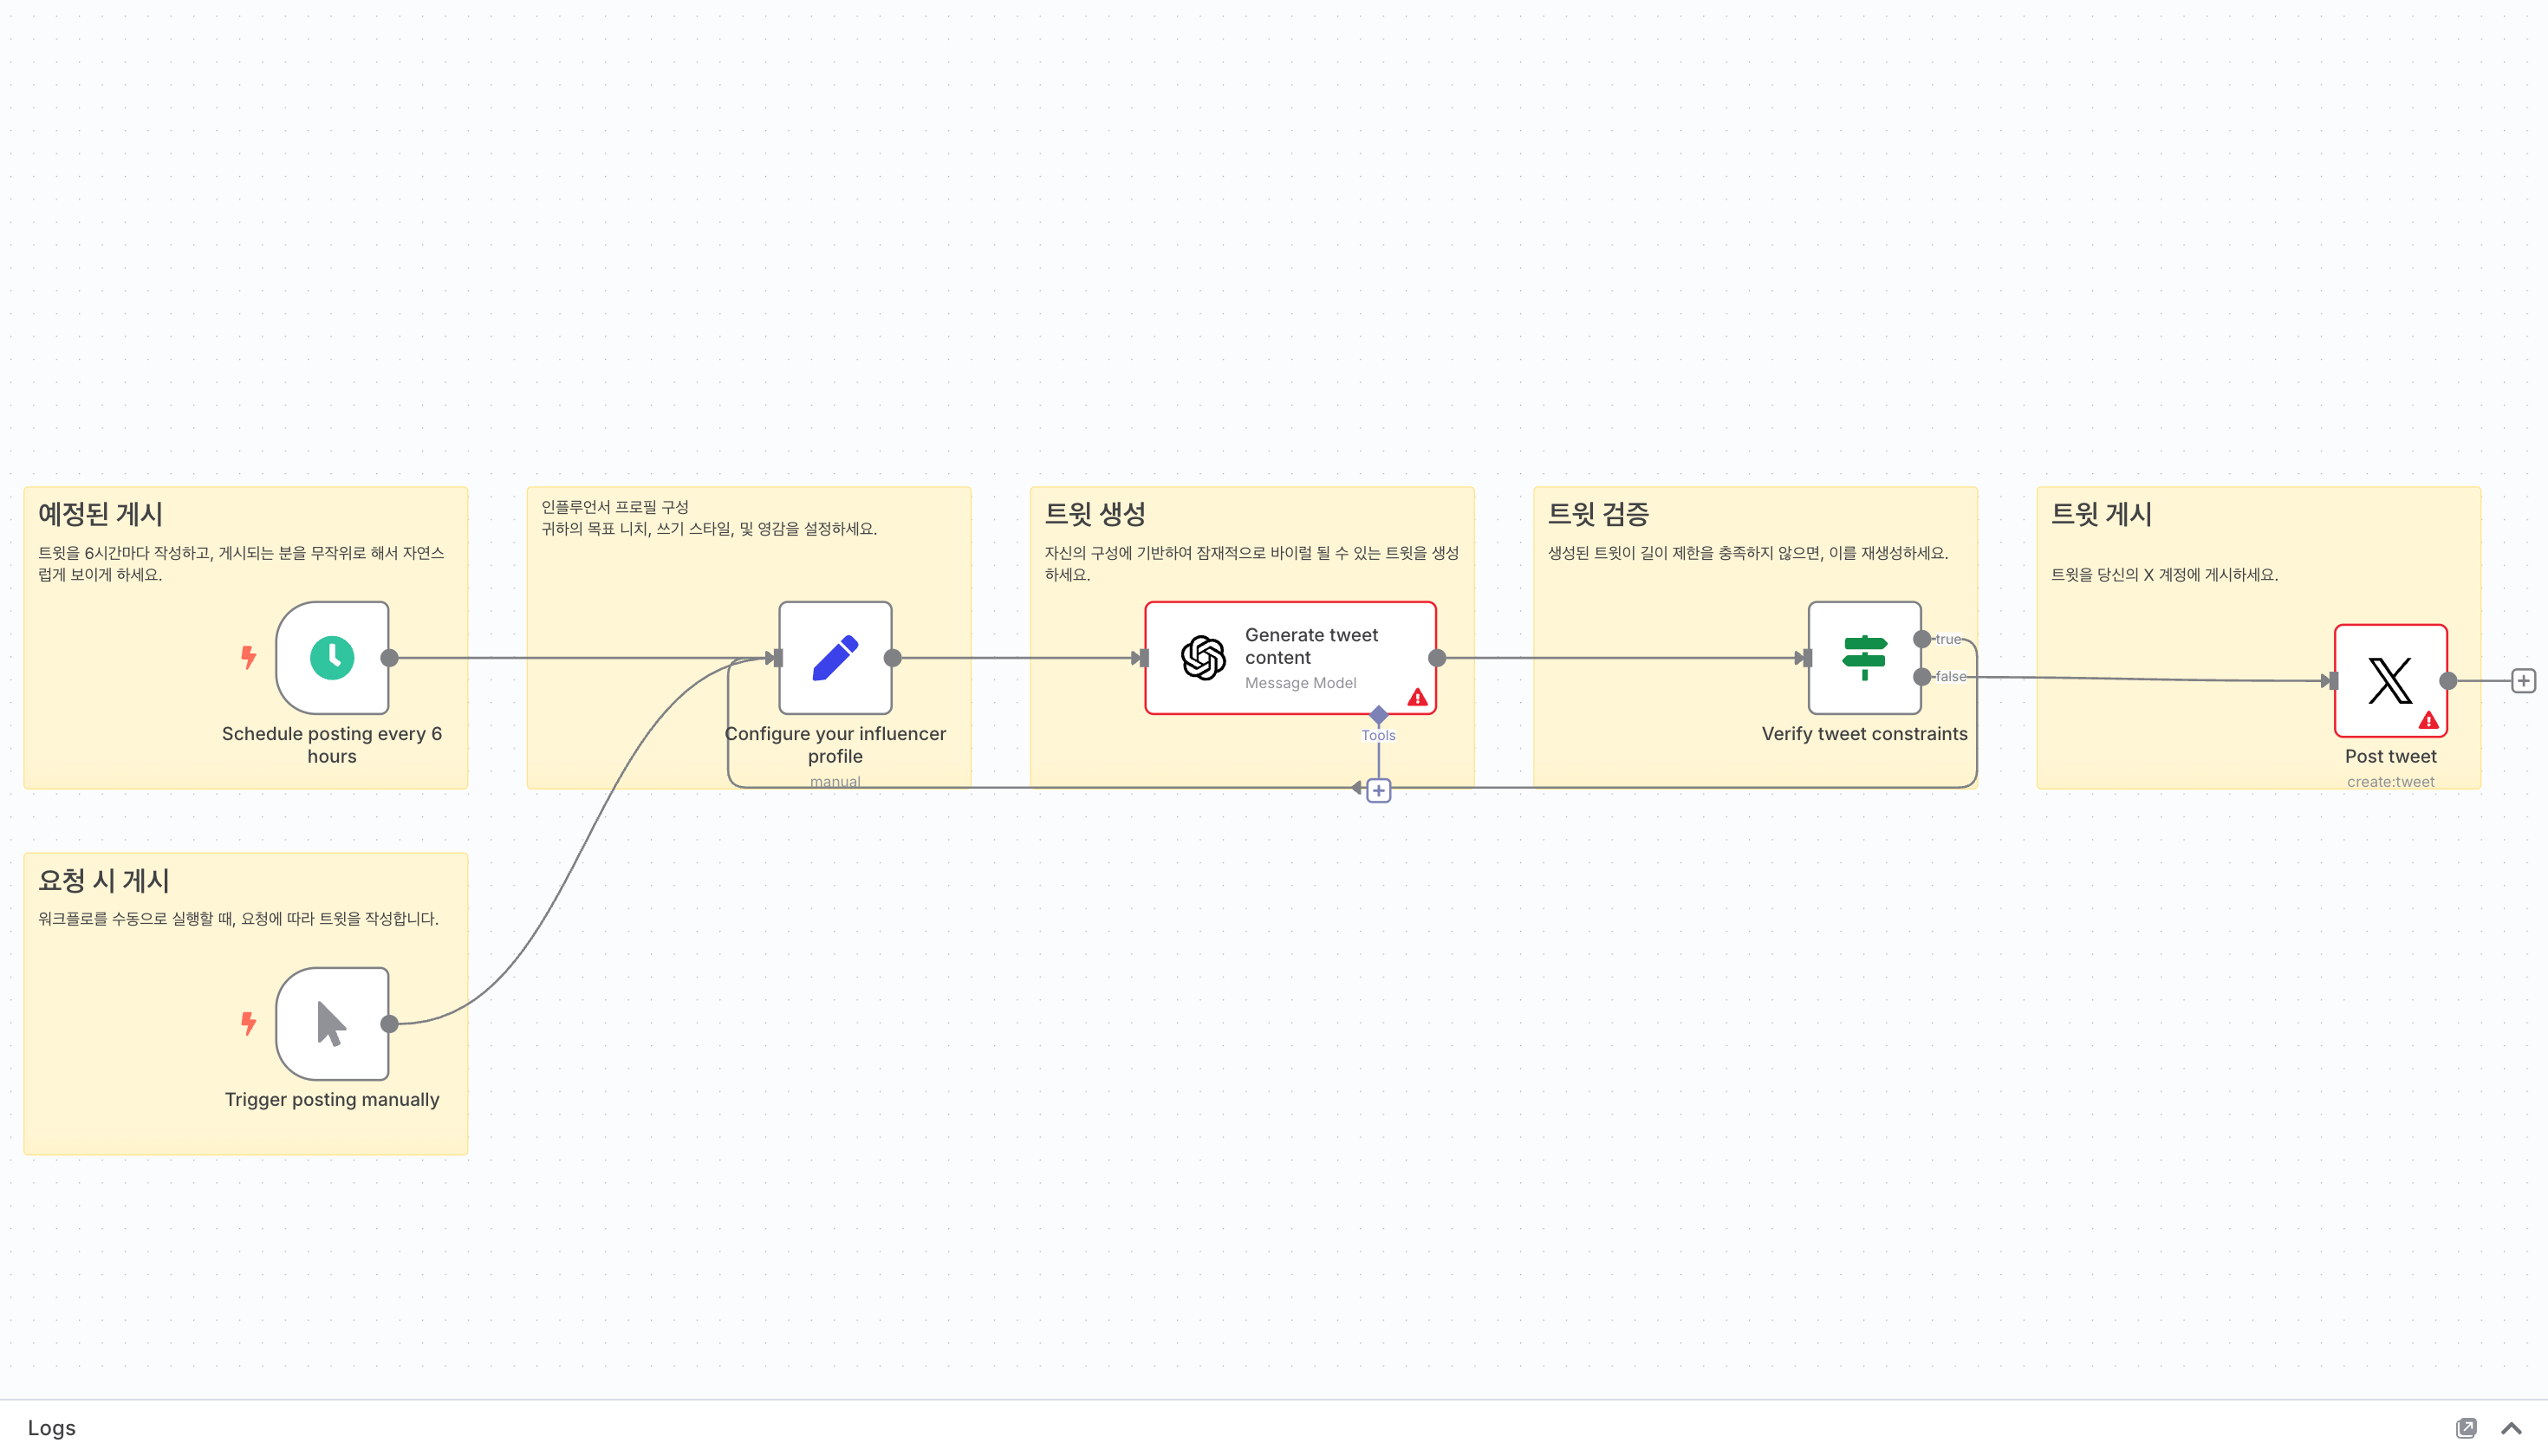 예정된 게시
트윗을 6시간마다 작성하고, 게시되는 분을 무작위로 해서 자연스
럽게 보이게 하세요.
Schedule posting every 6
hours
인플루언서 프로필 구성
귀하의 목표 니치, 쓰기 스타일, 및 영감을 설정하세요.
Configure your influencer
profile
manual
트윗 생성
자신의 구성에 기반하여 잠재적으로 바이럴 될 수 있는 트윗을 생성
하세요.
Generate tweet
content
Message Model
Tools
트윗 검증
생성된 트윗이 길이 제한을 충족하지 않으면, 이를 재생성하세요.
true
false
Verify tweet constraints
트윗 게시
트윗을 당신의 X 계정에 게시하세요.
Post tweet
create:tweet
요청 시 게시
워크플로를 수동으로 실행할 때, 요청에 따라 트윗을 작성합니다.
Trigger posting manually
Logs